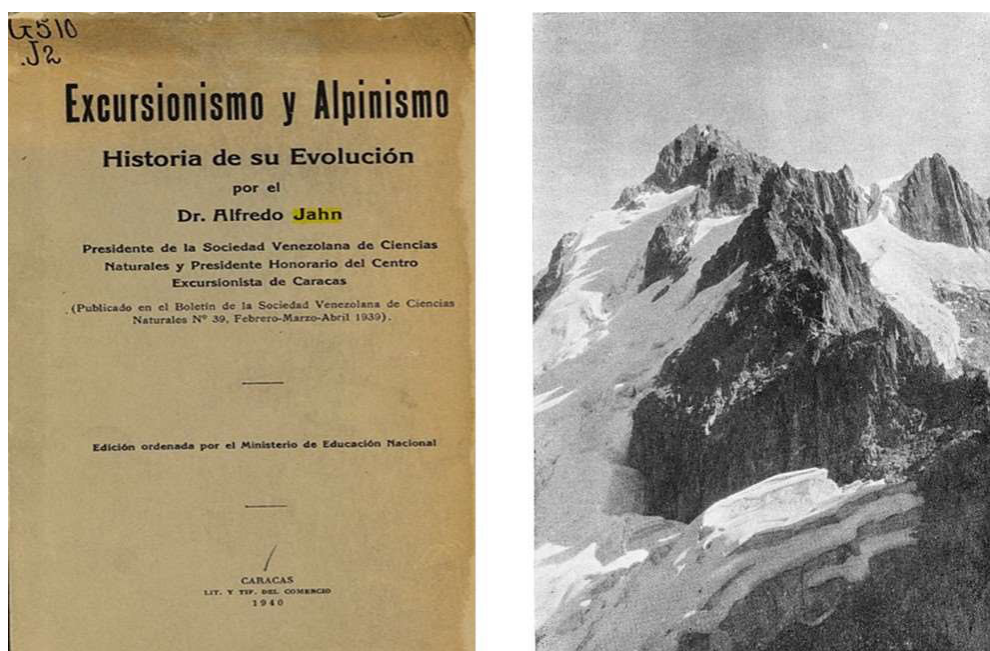 G510
.J2
Excursionismo y Alpinismo
Historia de su Evolución
por el
Dr. Alfredo Jahn
Presidente de la Sociedad Venezolana de Ciencias
Naturales y Presidente Honorario del Centro
Excursionista de Caracas
(Publicado en el Boletín de la Sociedad Venezolana de Ciencias
Naturales Nº 39, Febrero-Marzo-Abril 1939).
Edición ordenada por el Ministerio de Educación Nacional
CARACAS
LIT. Y TIP. DEL COMERCIO
1940